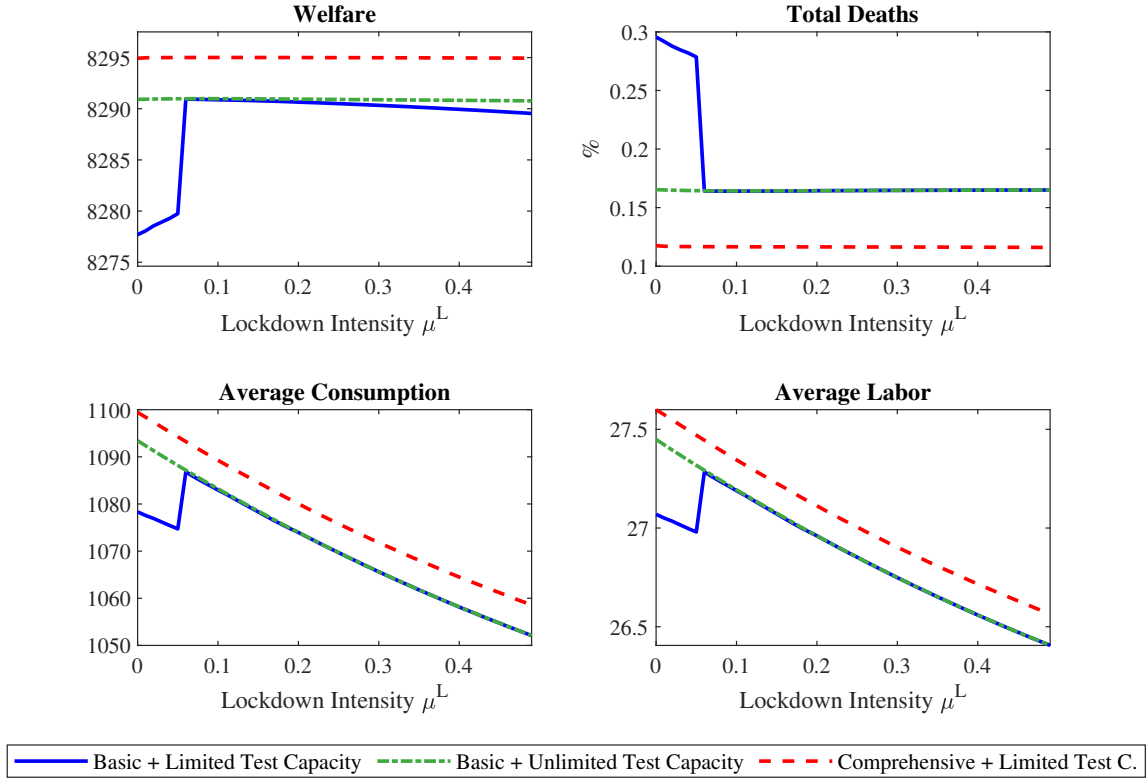 Welfare
8295
8290
8285
8280
8275
0 0.1 0.2 0.3 0.4
Lockdown Intensity μ^L
Total Deaths
%
0.3
0.25
0.2
0.15
0.1
0 0.1 0.2 0.3 0.4
Lockdown Intensity μ^L
Average Consumption
1100
1090
1080
1070
1060
1050
0 0.1 0.2 0.3 0.4
Lockdown Intensity μ^L
Average Labor
27.5
27
26.5
0 0.1 0.2 0.3 0.4
Lockdown Intensity μ^L
Basic + Limited Test Capacity Basic + Unlimited Test Capacity Comprehensive + Limited Test C.